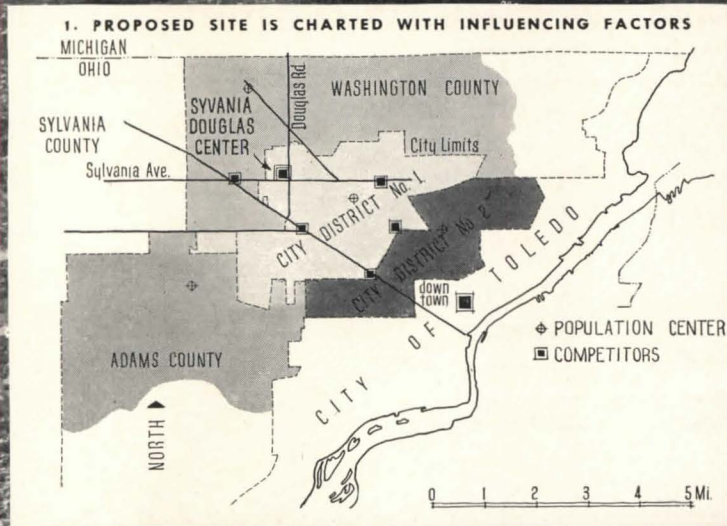 1. PROPOSED SITE IS CHARTED WITH INFLUENCING FACTORS
MICHIGAN
OHIO
Douglas Rd.
WASHINGTON COUNTY
SYVANIA
DOUGLAS
CENTER
SYLVANIA
COUNTY
City Limits
Sylvania Ave.
CITY DISTRICT No. 1
CITY DISTRICT No. 2
down
town
CITY OF TOLEDO
POPULATION CENTER
COMPETITORS
ADAMS COUNTY
NORTH
0 1 2 3 4 5 Mi.